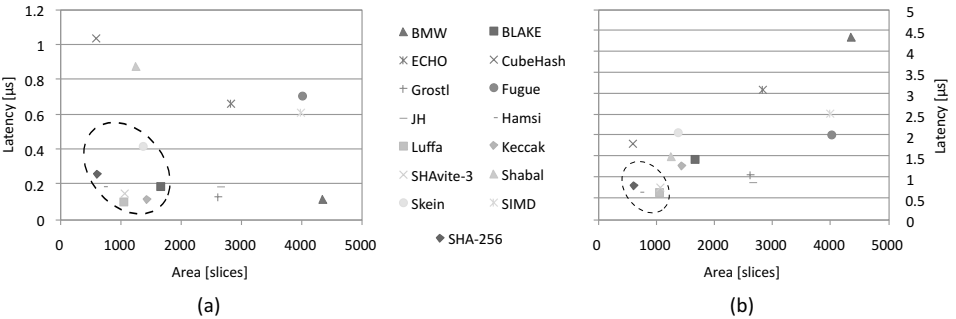 1.2
1
0.8
0.6
0.4
0.2
0
Latency [µs]
0 1000 2000 3000 4000 5000
Area [slices]
(a)
BMW BLAKE
ECHO CubeHash
Grostl Fugue
JH Hamsi
Luffa Keccak
SHAvite-3 Shabal
Skein SIMD
SHA-256
5
4.5
4
3.5
3
2.5
2
1.5
1
0.5
0
Latency [µs]
0 1000 2000 3000 4000 5000
Area [slices]
(b)